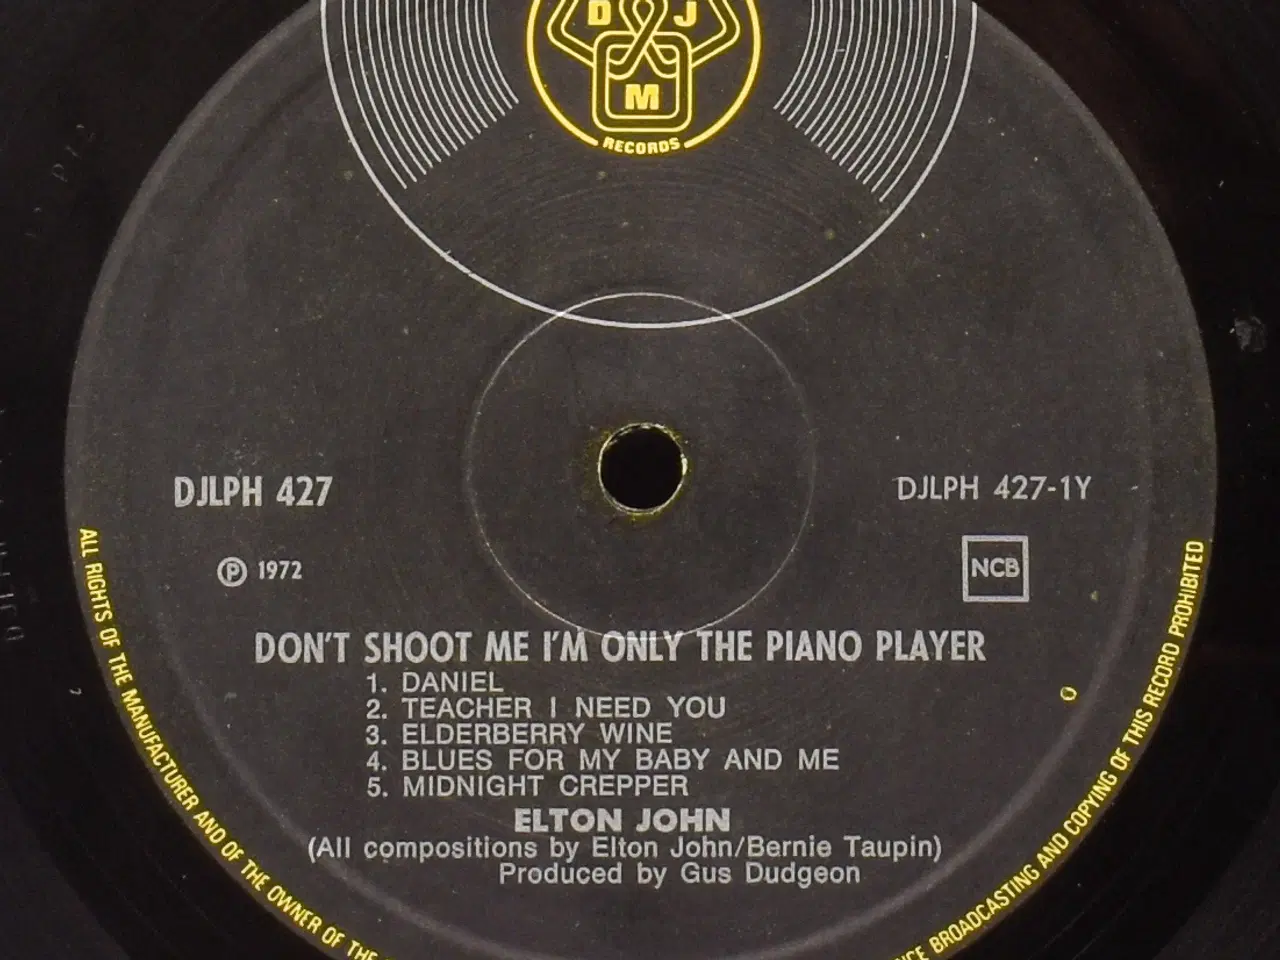 D J
M
RECORDS
DJLPH 427
DJLPH 427-1Y
Ⓟ 1972
NCB
DON'T SHOOT ME I'M ONLY THE PIANO PLAYER
1. DANIEL
2. TEACHER I NEED YOU
3. ELDERBERRY WINE
4. BLUES FOR MY BABY AND ME
5. MIDNIGHT CREPPER
ELTON JOHN
(All compositions by Elton John/Bernie Taupin)
Produced by Gus Dudgeon
ALL RIGHTS OF THE MANUFACTURER AND OF THE OWNER OF THE
BROADCASTING AND COPYING OF THIS RECORD PROHIBITED